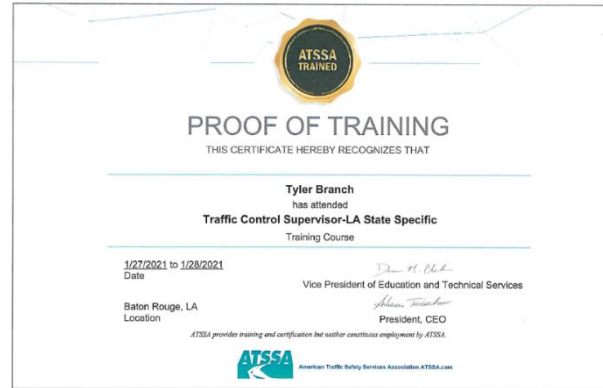 ATSSA
TRAINED
PROOF OF TRAINING
THIS CERTIFICATE HEREBY RECOGNIZES THAT
Tyler Branch
has attended
Traffic Control Supervisor-LA State Specific
Training Course
1/27/2021 to 1/28/2021
Date
Vice President of Education and Technical Services
Baton Rouge, LA
Location
President, CEO
ATSSA provides training and certification but neither constitutes employment by ATSSA.
ATSSA
American Traffic Safety Services Association ATSSA.com